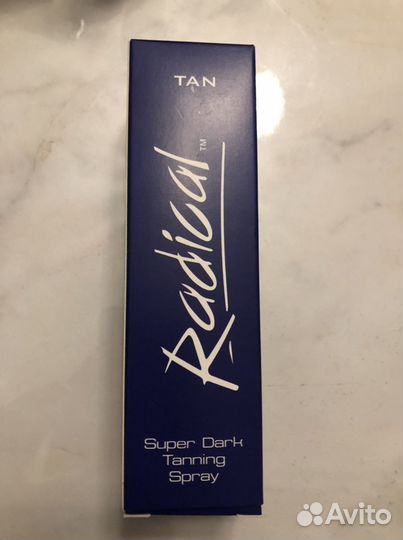 TAN
Radical™
Super Dark
Tanning
Spray
Avito